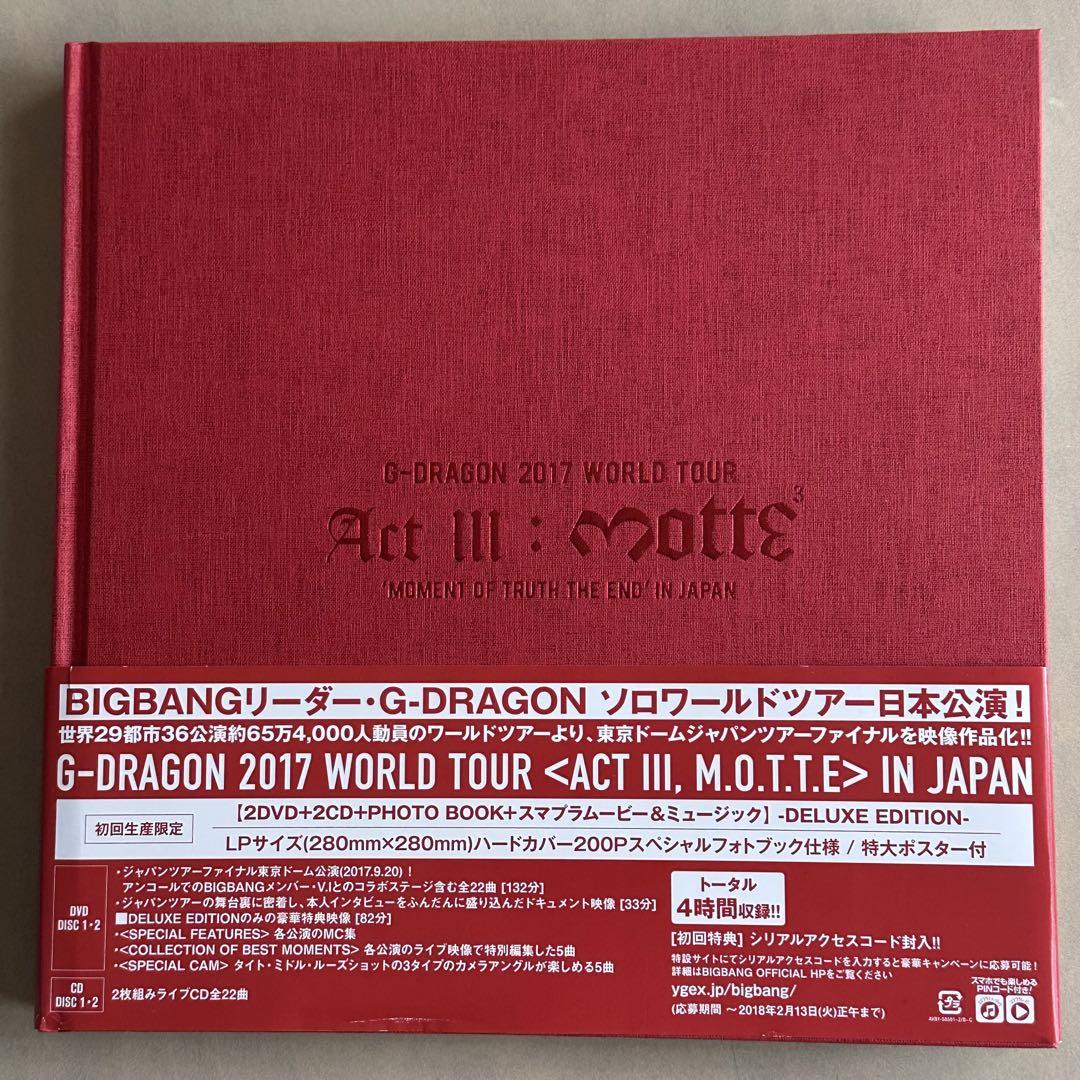 G-DRAGON 2017 WORLD TOUR
Act III : Motte³
'MOMENT OF TRUTH THE END' IN JAPAN
BIGBANGリーダー・G-DRAGON ソロワールドツアー日本公演!
世界29都市36公演約65万4,000人動員のワールドツアーより、東京ドームジャパンツアーファイナルを映像作品化!!
G-DRAGON 2017 WORLD TOUR <ACT III, M.O.T.T.E> IN JAPAN
初回生産限定
【2DVD+2CD+PHOTO BOOK+スマプラムービー&ミュージック】-DELUXE EDITION-
LPサイズ(280mm×280mm)ハードカバー200Pスペシャルフォトブック仕様 / 特大ポスター付
DVD
DISC 1・2
・ジャパンツアーファイナル東京ドーム公演(2017.9.20)!
アンコールでのBIGBANGメンバー・V.Iとのコラボステージ含む全22曲 [132分]
・ジャパンツアーの舞台裏に密着し、本人インタビューをふんだんに盛り込んだドキュメント映像 [33分]
■DELUXE EDITIONのみの豪華特典映像 [82分]
・<SPECIAL FEATURES> 各公演のMC集
・<COLLECTION OF BEST MOMENTS> 各公演のライブ映像で特別編集した5曲
・<SPECIAL CAM> タイト・ミドル・ルーズショットの3タイプのカメラアングルが楽しめる5曲
CD
DISC 1・2
2枚組みライブCD全22曲
トータル
4時間収録!!
[初回特典] シリアルアクセスコード封入!!
特設サイトにてシリアルアクセスコードを入力すると豪華キャンペーンに応募可能!
詳細はBIGBANG OFFICIAL HPをご覧ください
ygex.jp/bigbang/
(応募期間 ～2018年2月13日(火)正午まで)
スマホでも楽しめる
PINコード付き!
サラ